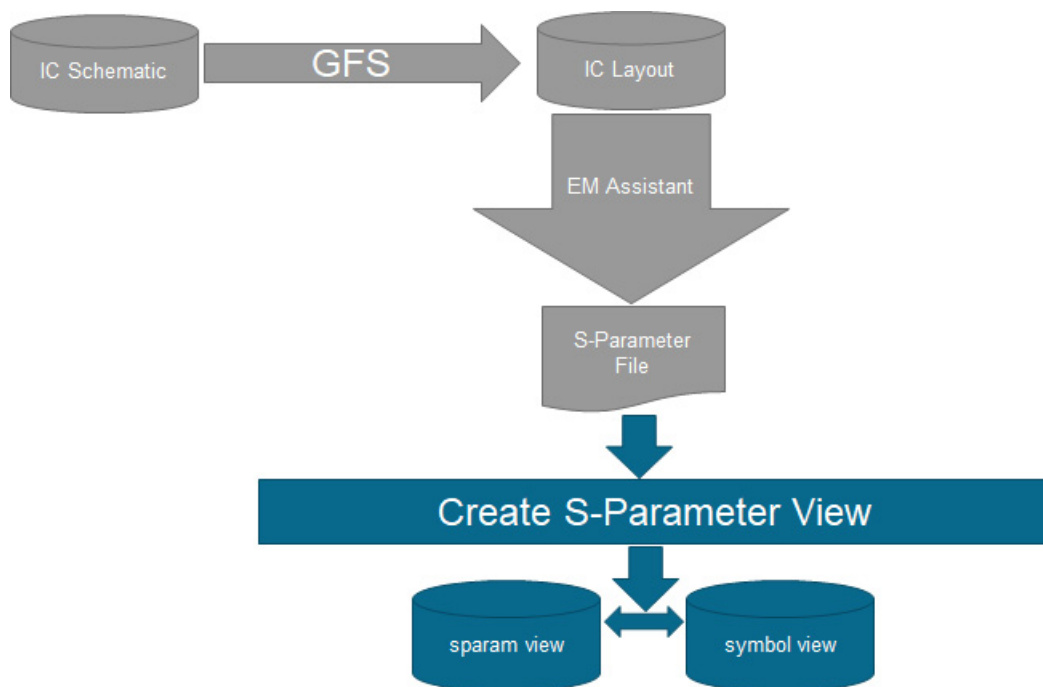 IC Schematic
GFS
IC Layout
EM Assistant
S-Parameter
File
Create S-Parameter View
sparam view
symbol view